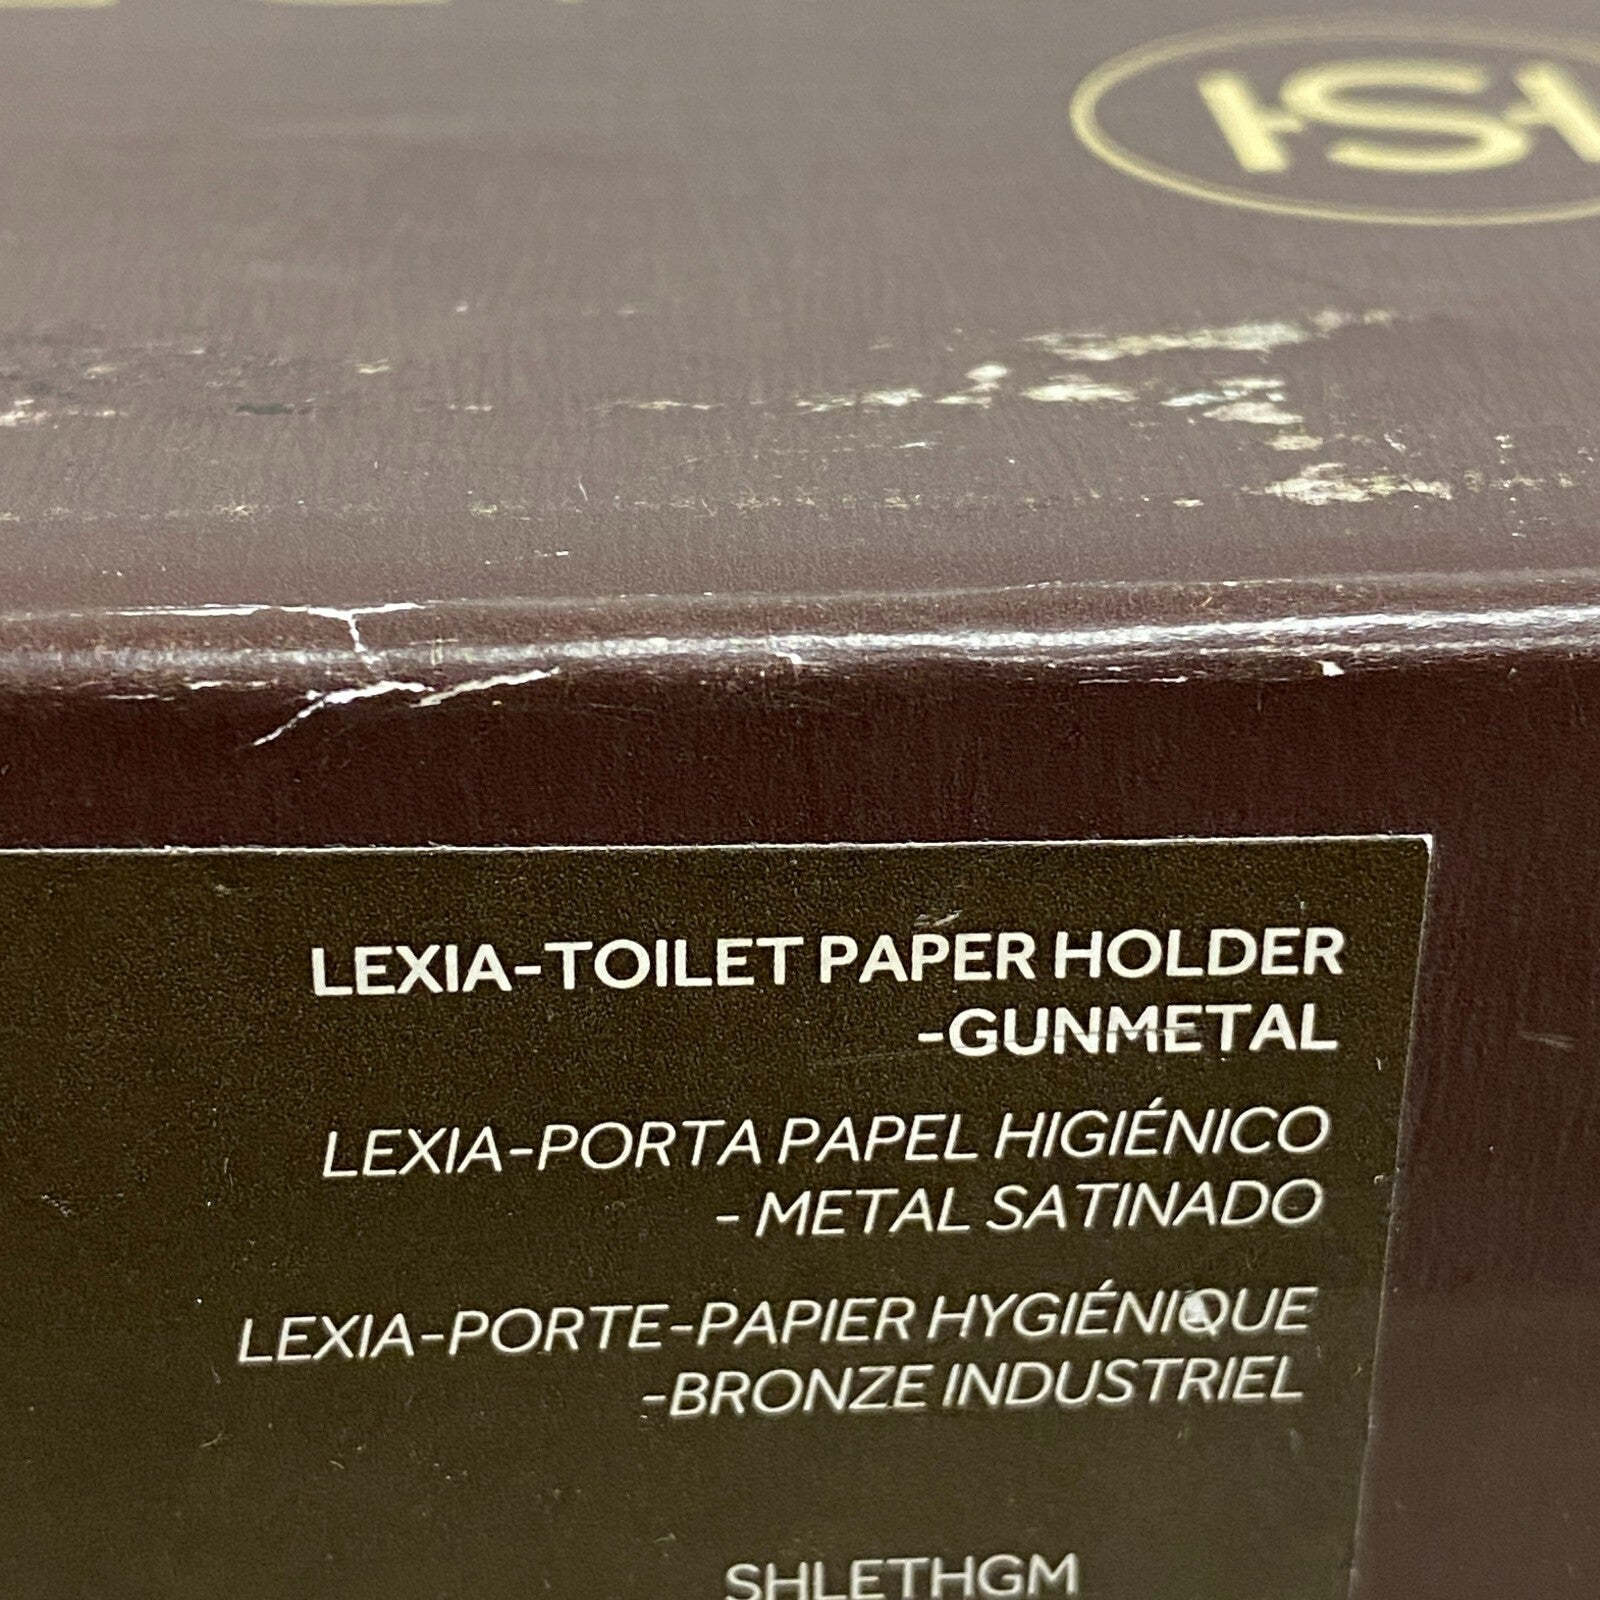 LEXIA-TOILET PAPER HOLDER
-GUNMETAL
LEXIA-PORTA PAPEL HIGIÉNICO
- METAL SATINADO
LEXIA-PORTE-PAPIER HYGIÉNIQUE
-BRONZE INDUSTRIEL
SHLETHGM